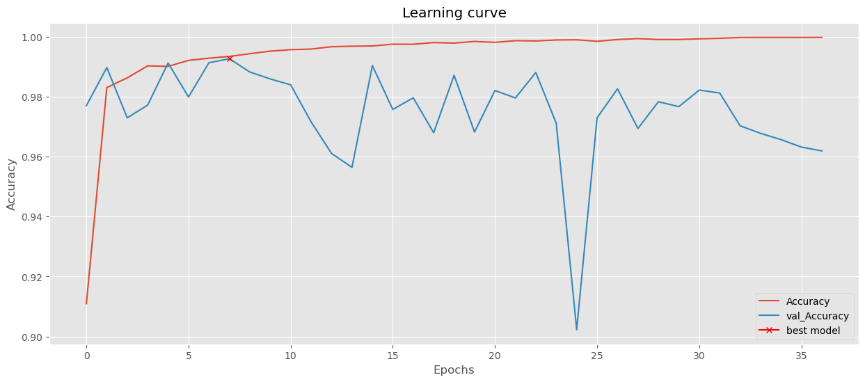 Learning curve
1.00
0.98
0.96
0.94
0.92
0.90
Accuracy
0 5 10 15 20 25 30 35
Epochs
Accuracy
val_Accuracy
best model